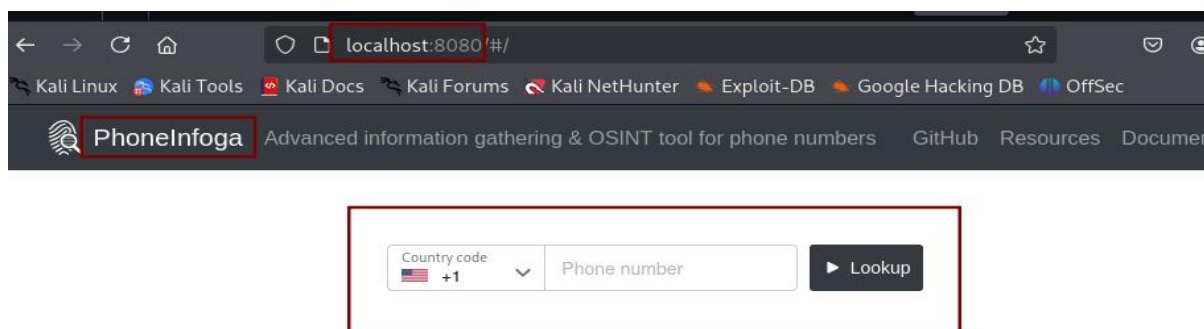 localhost:8080/#/
Kali Linux Kali Tools Kali Docs Kali Forums Kali NetHunter Exploit-DB Google Hacking DB OffSec
PhoneInfoga Advanced information gathering & OSINT tool for phone numbers GitHub Resources Documen
Country code
+1 Phone number Lookup